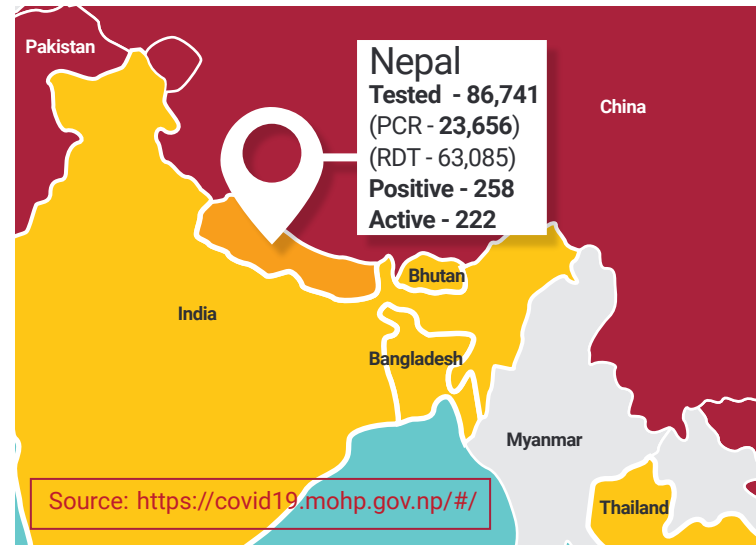 Pakistan
Nepal
Tested - 86,741
(PCR - 23,656)
(RDT - 63,085)
Positive - 258
Active - 222
China
Bhutan
India
Bangladesh
Myanmar
Source: https://covid19.mohp.gov.np/#/
Thailand